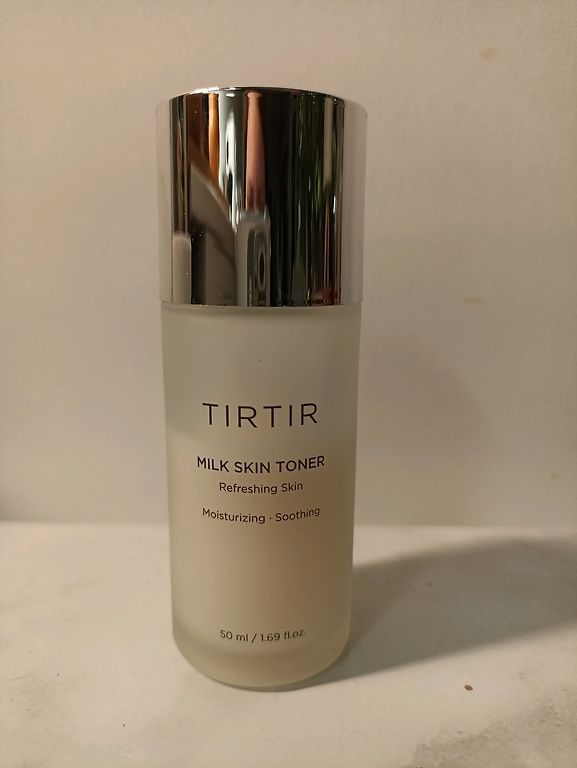 TIRTIR
MILK SKIN TONER
Refreshing Skin
Moisturizing · Soothing
50 ml / 1.69 fl.oz.